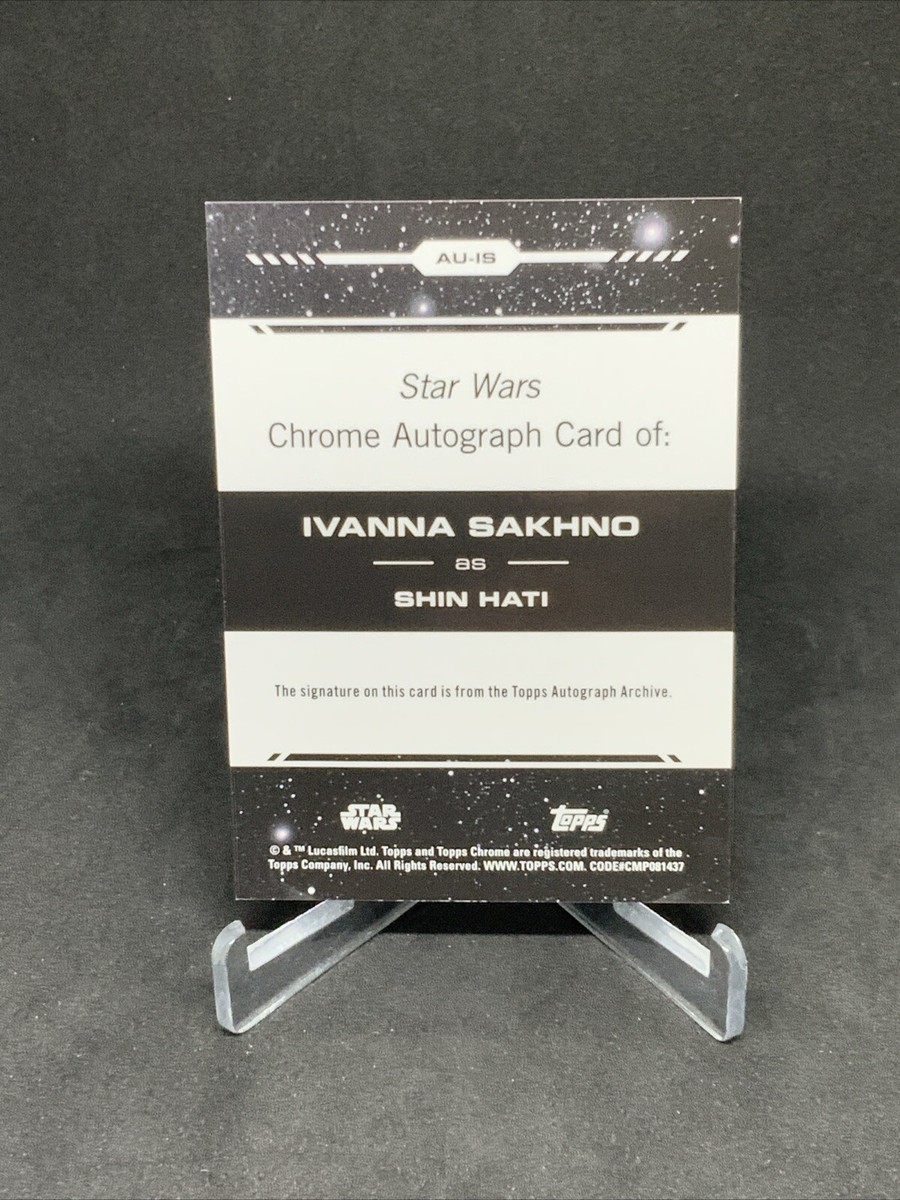 AU-IS
Star Wars
Chrome Autograph Card of:
IVANNA SAKHNO
as
SHIN HATI
The signature on this card is from the Topps Autograph Archive.
STAR
WARS
Topps
© & ™ Lucasfilm Ltd. Topps and Topps Chrome are registered trademarks of the
Topps Company, Inc. All Rights Reserved. WWW.TOPPS.COM. CODE#CMP081437